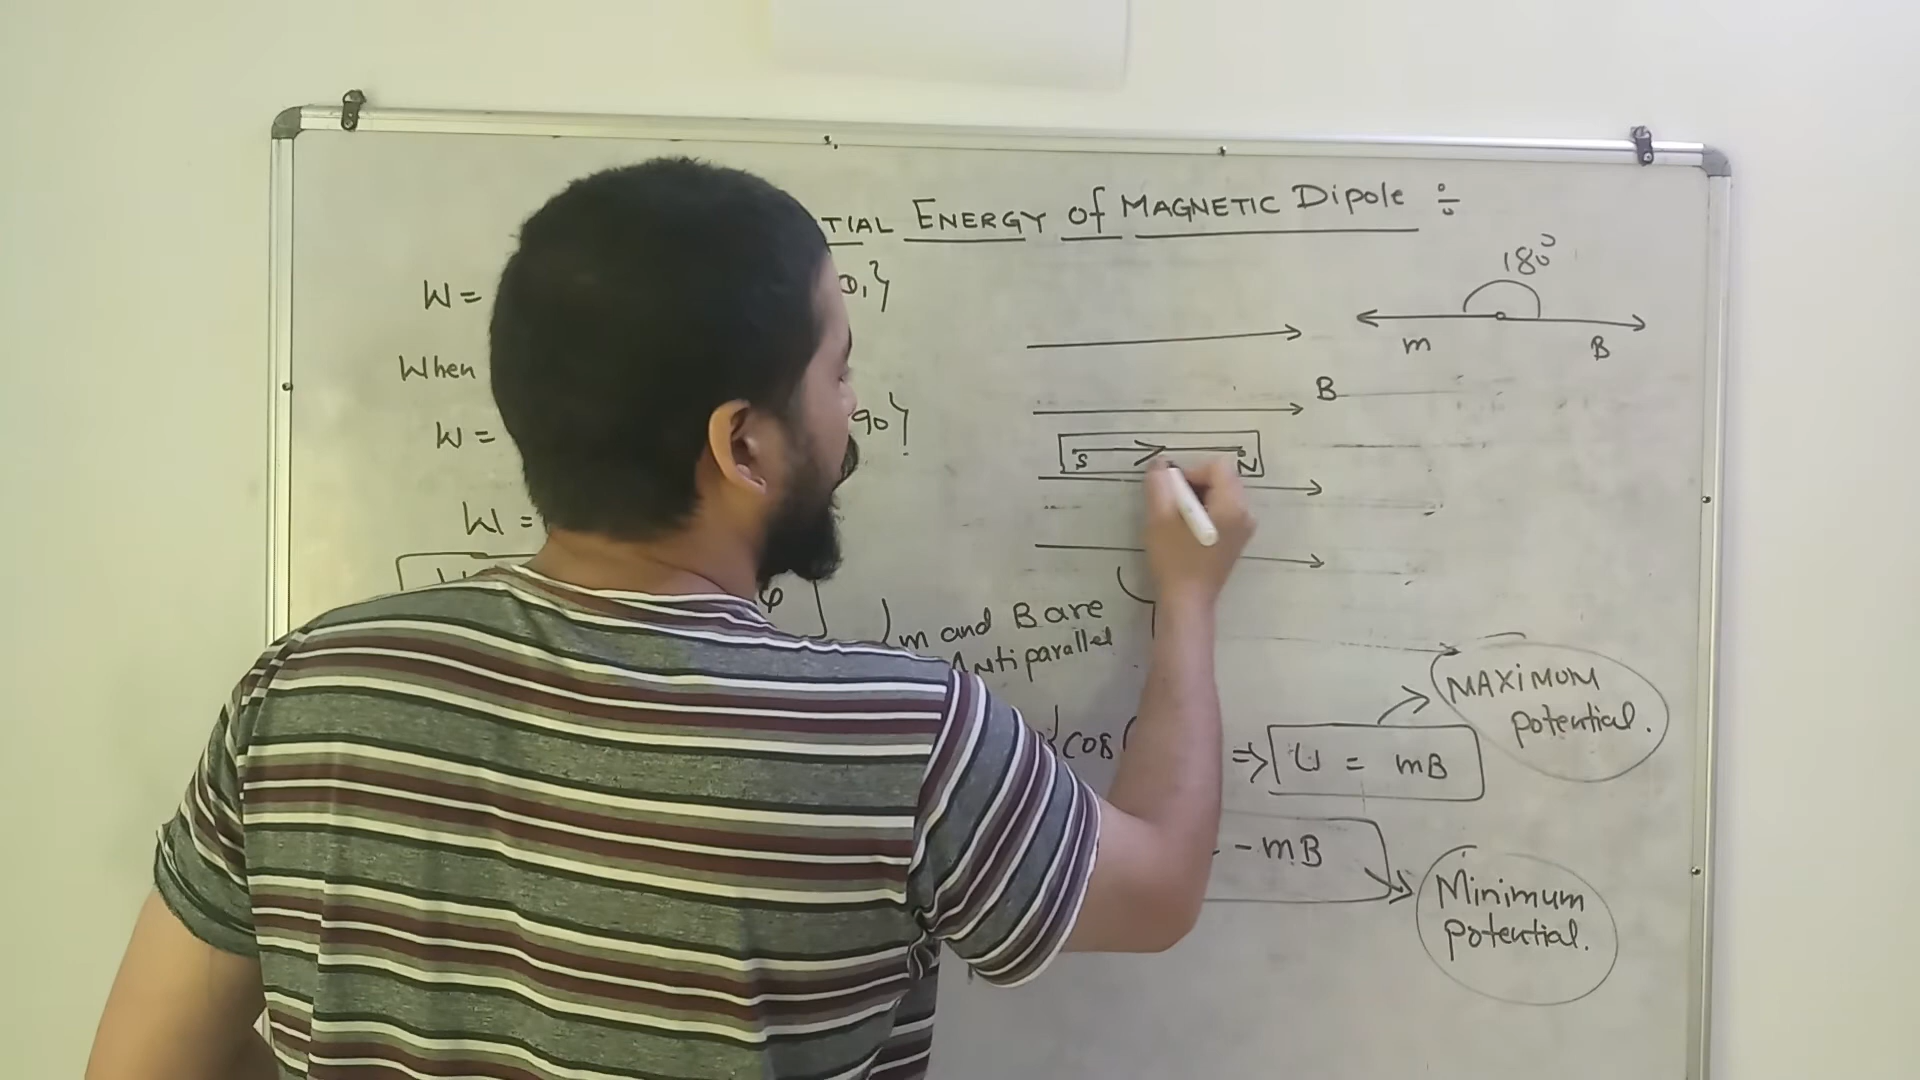 TIAL ENERGY of MAGNETIC Dipole ÷
W =
When
W = 90}
W =
φ
180°
m B
B
S N
m and B are
Antiparallel
{cos(
⇒ U = mB
MAXIMUM
potential.
- mB
Minimum
potential.